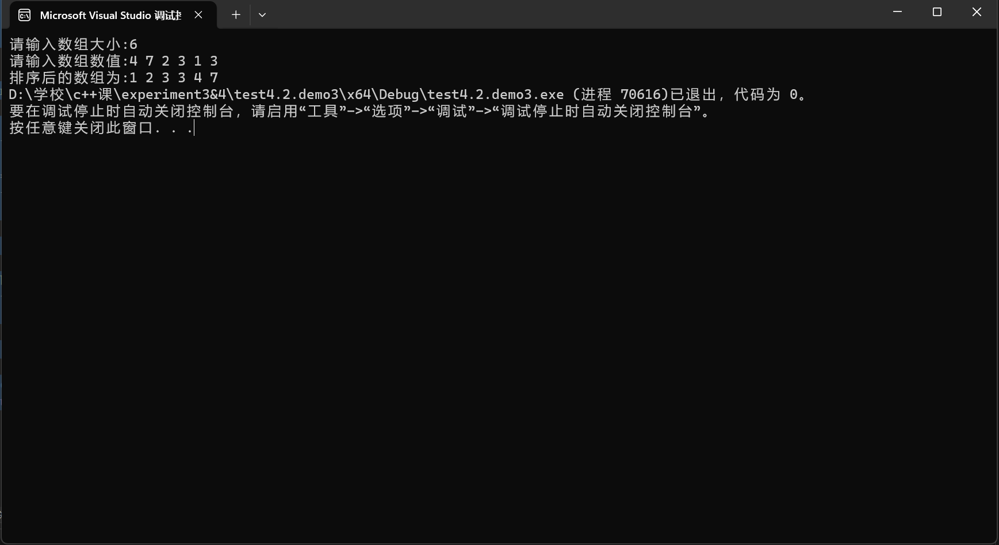 Microsoft Visual Studio 调试
请输入数组大小:6
请输入数组数值:4 7 2 3 1 3
排序后的数组为:1 2 3 3 4 7
D:\学校\c++课\experiment3&4\test4.2.demo3\x64\Debug\test4.2.demo3.exe (进程 70616)已退出，代码为 0。
要在调试停止时自动关闭控制台，请启用“工具”->“选项”->“调试”->“调试停止时自动关闭控制台”。
按任意键关闭此窗口. . .